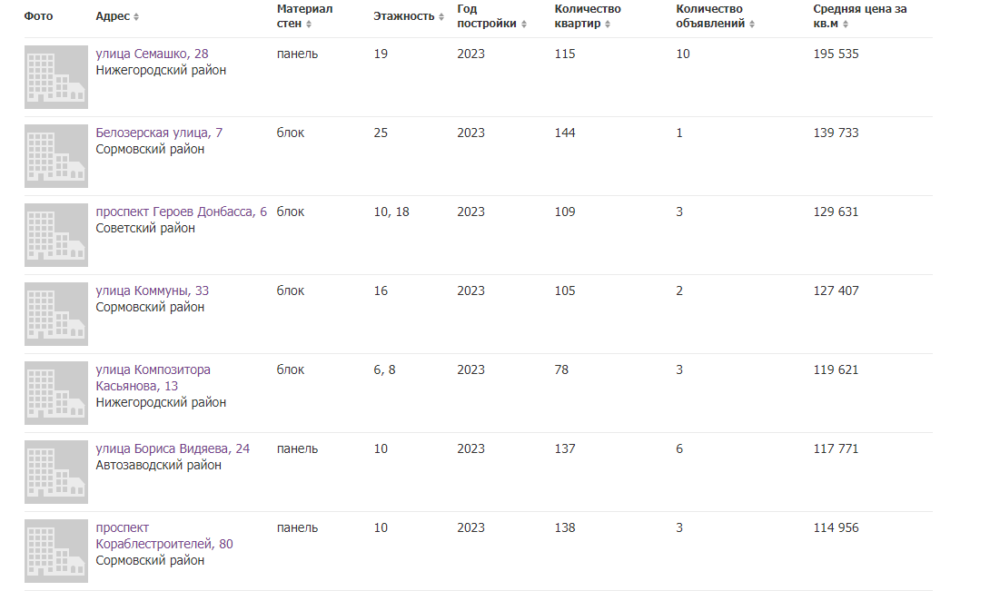 Фото Адрес Материал стен Этажность Год постройки Количество квартир Количество объявлений Средняя цена за кв.м
улица Семашко, 28 панель 19 2023 115 10 195 535
Нижегородский район
Белозерская улица, 7 блок 25 2023 144 1 139 733
Сормовский район
проспект Героев Донбасса, 6 блок 10, 18 2023 109 3 129 631
Советский район
улица Коммуны, 33 блок 16 2023 105 2 127 407
Сормовский район
улица Композитора блок 6, 8 2023 78 3 119 621
Касьянова, 13
Нижегородский район
улица Бориса Видяева, 24 панель 10 2023 137 6 117 771
Автозаводский район
проспект панель 10 2023 138 3 114 956
Кораблестроителей, 80
Сормовский район